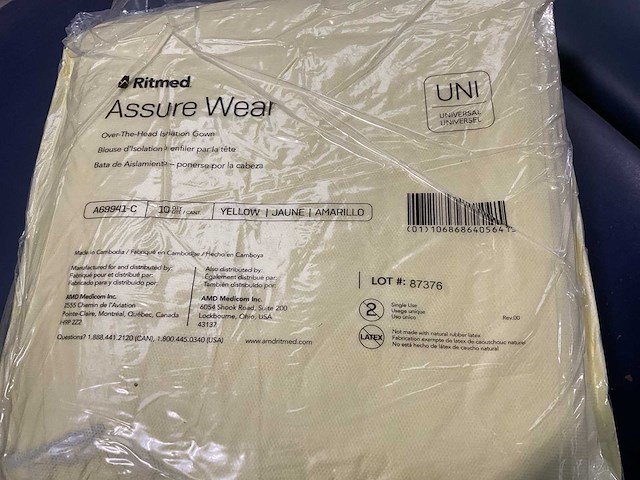 Ritmed
Assure Wear
UNI
UNIVERSAL
UNIVERSEL
Over-The-Head Isolation Gown
Blouse d'Isolation à enfiler par la tête
Bata de Aislamiento – ponerse por la cabeza
A69941-C 10 YELLOW | JAUNE | AMARILLO
Made in Cambodia / Fabriqué en Cambodge / Hecho en Camboya
Manufactured for and distributed by:
Fabriqué pour et distribué par:
Fabricado para y distribuido por:
AMD Medicom Inc.
2555 Chemin de l'Aviation
Pointe-Claire, Montréal, Québec, Canada
H9P 2Z2
Also distributed by:
Également distribué par:
También distribuido por:
AMD Medicom Inc.
6054 Shook Road, Suite 200
Lockbourne, Ohio, USA
43137
Questions? 1.888.441.2120 (CAN), 1.800.445.0340 (USA) www.amdritmed.com
LOT #: 87376
2
Single Use
Usage unique
Uso único
Rev.00
LATEX
Not made with natural rubber latex
Fabrication exempte de latex de caoutchouc naturel
No está hecho de látex de caucho natural